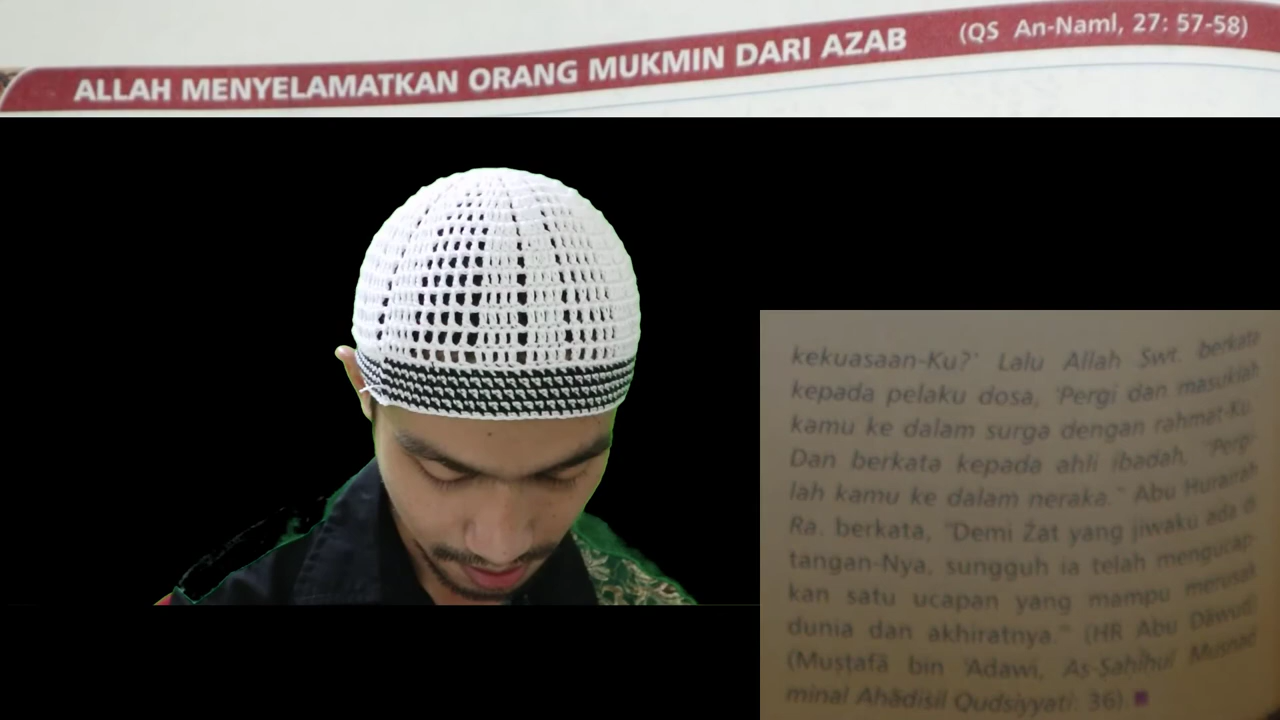 ALLAH MENYELAMATKAN ORANG MUKMIN DARI AZAB (QS An-Naml, 27: 57-58)
kekuasaan-Ku?' Lalu Allah Swt. berkata
kepada pelaku dosa, 'Pergi dan masuklah
kamu ke dalam surga dengan rahmat-Ku.
Dan berkata kepada ahli ibadah, "Pergi-
lah kamu ke dalam neraka." Abu Hurairah
Ra. berkata, "Demi Żat yang jiwaku ada di
tangan-Nya, sungguh ia telah mengucap-
kan satu ucapan yang mampu merusak
dunia dan akhiratnya." (HR Abu Dāwud)
(Muṣṭafā bin 'Adawi, As-Ṣahīhul Musnad
minal Ahādīsil Qudsiyyati: 36)